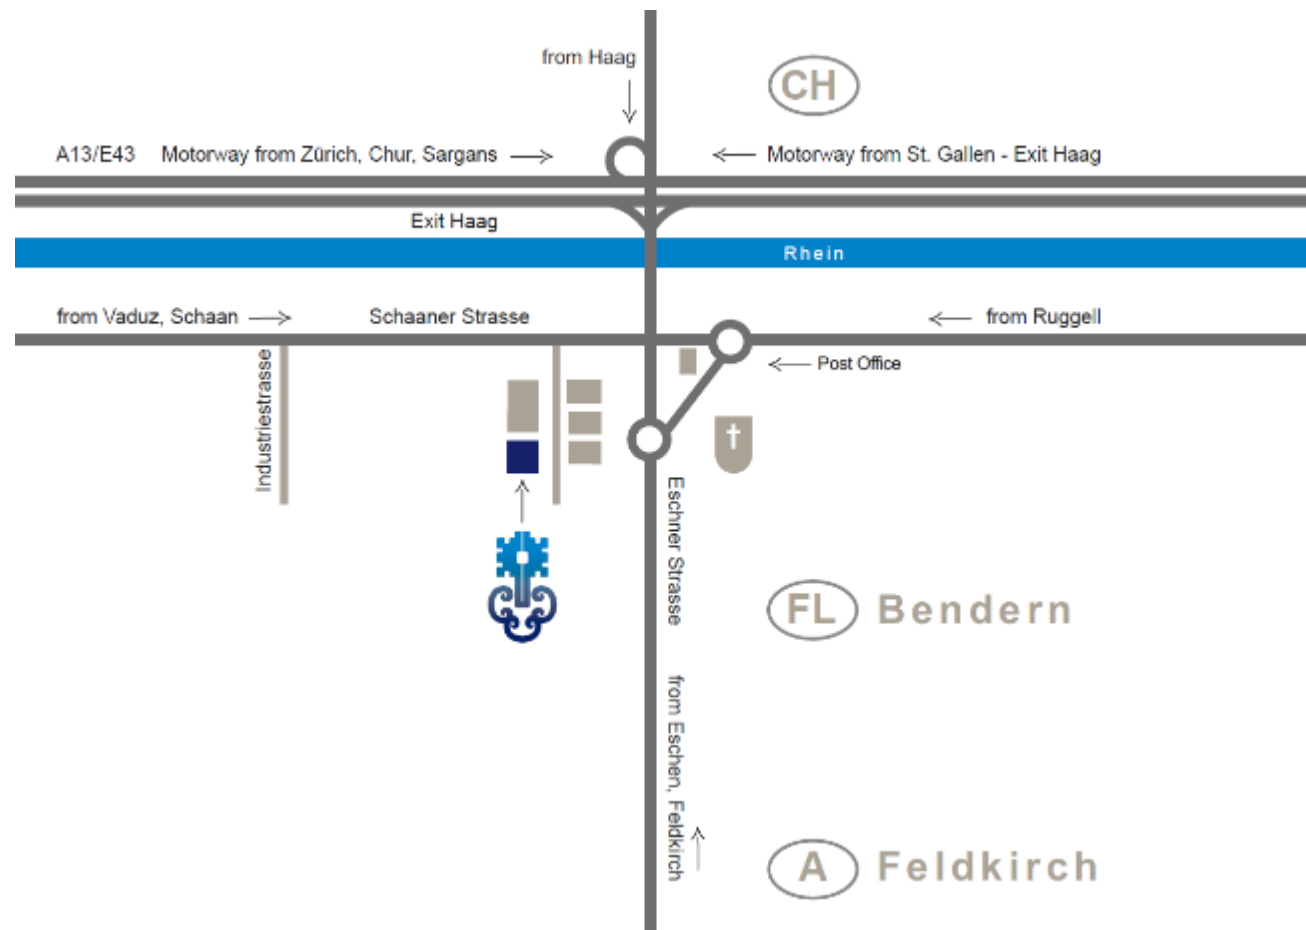 from Haag
CH
A13/E43 Motorway from Zürich, Chur, Sargans
Motorway from St. Gallen - Exit Haag
Exit Haag
Rhein
from Vaduz, Schaan
Schaaner Strasse
from Ruggell
Post Office
Industriestrasse
Eschner Strasse
FL Bendern
from Eschen, Feldkirch
A Feldkirch